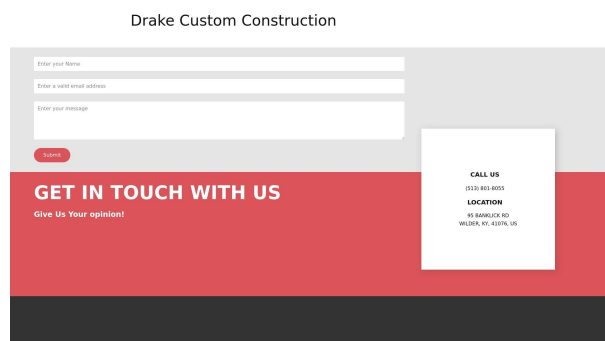 Drake Custom Construction
Enter your Name
Enter a valid email address
Enter your message
Submit
GET IN TOUCH WITH US
Give Us Your opinion!
CALL US
(513) 801-8055
LOCATION
95 BANKLICK RD
WILDER, KY, 41076, US